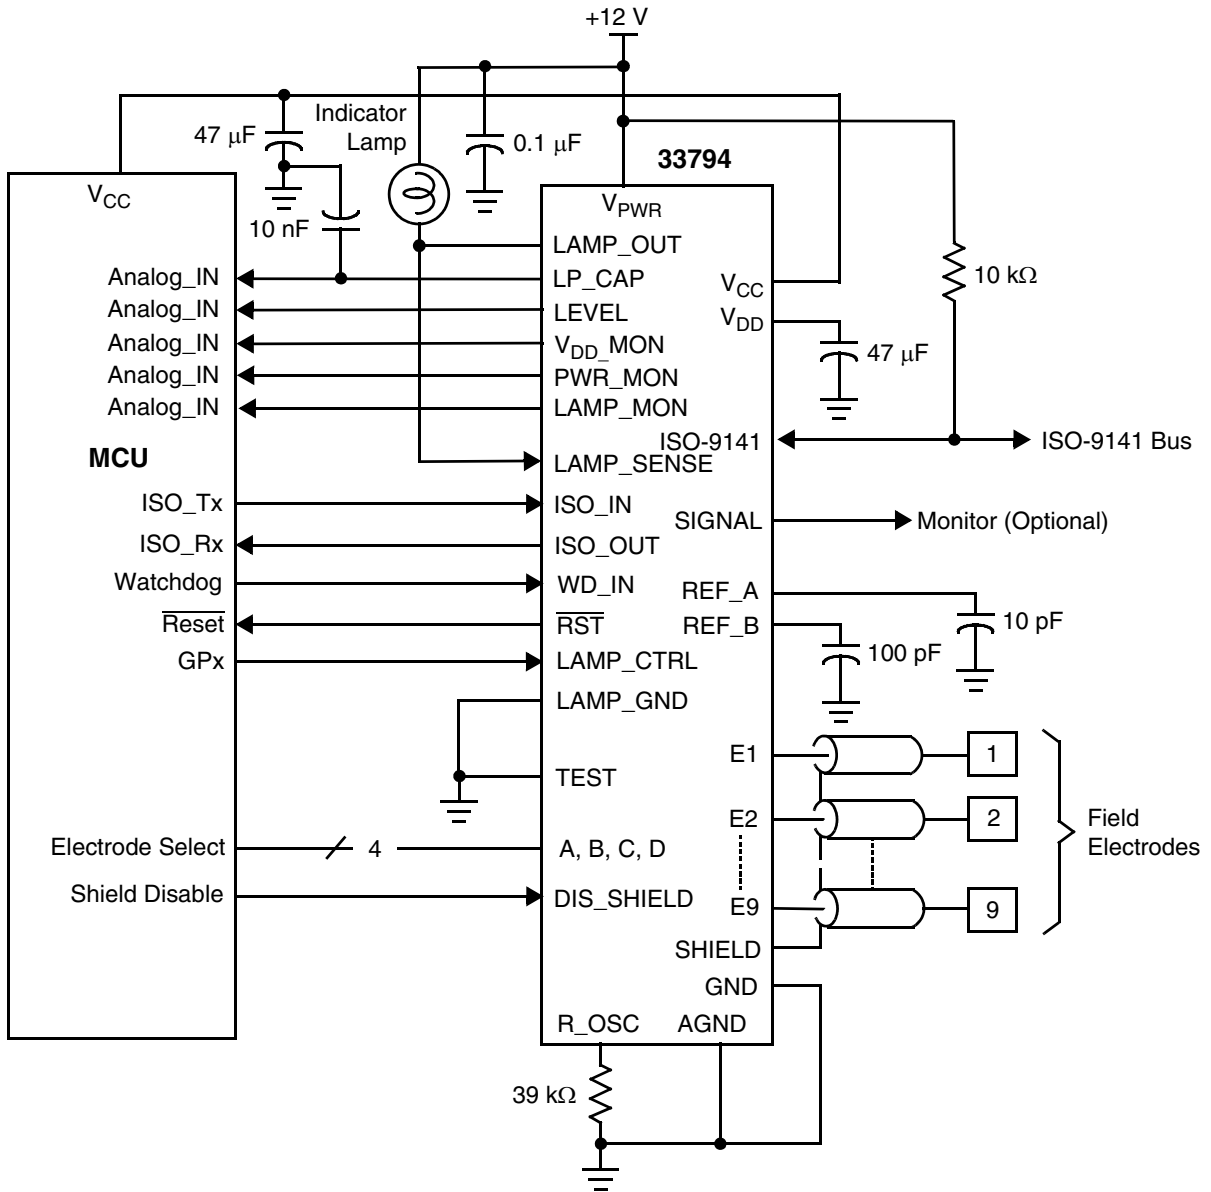 +12 V
47 µF
Indicator
Lamp
0.1 µF
33794
VCC
10 nF
VPWR
LAMP_OUT
Analog_IN
LP_CAP
VCC
10 kΩ
Analog_IN
LEVEL
VDD
Analog_IN
VDD_MON
47 µF
Analog_IN
PWR_MON
Analog_IN
LAMP_MON
ISO-9141
ISO-9141 Bus
MCU
LAMP_SENSE
ISO_Tx
ISO_IN
SIGNAL
Monitor (Optional)
ISO_Rx
ISO_OUT
Watchdog
WD_IN
REF_A
10 pF
Reset
RST
REF_B
100 pF
GPx
LAMP_CTRL
LAMP_GND
E1
1
TEST
E2
2
Field
Electrodes
Electrode Select
4
A, B, C, D
Shield Disable
DIS_SHIELD
E9
9
SHIELD
GND
R_OSC
AGND
39 kΩ